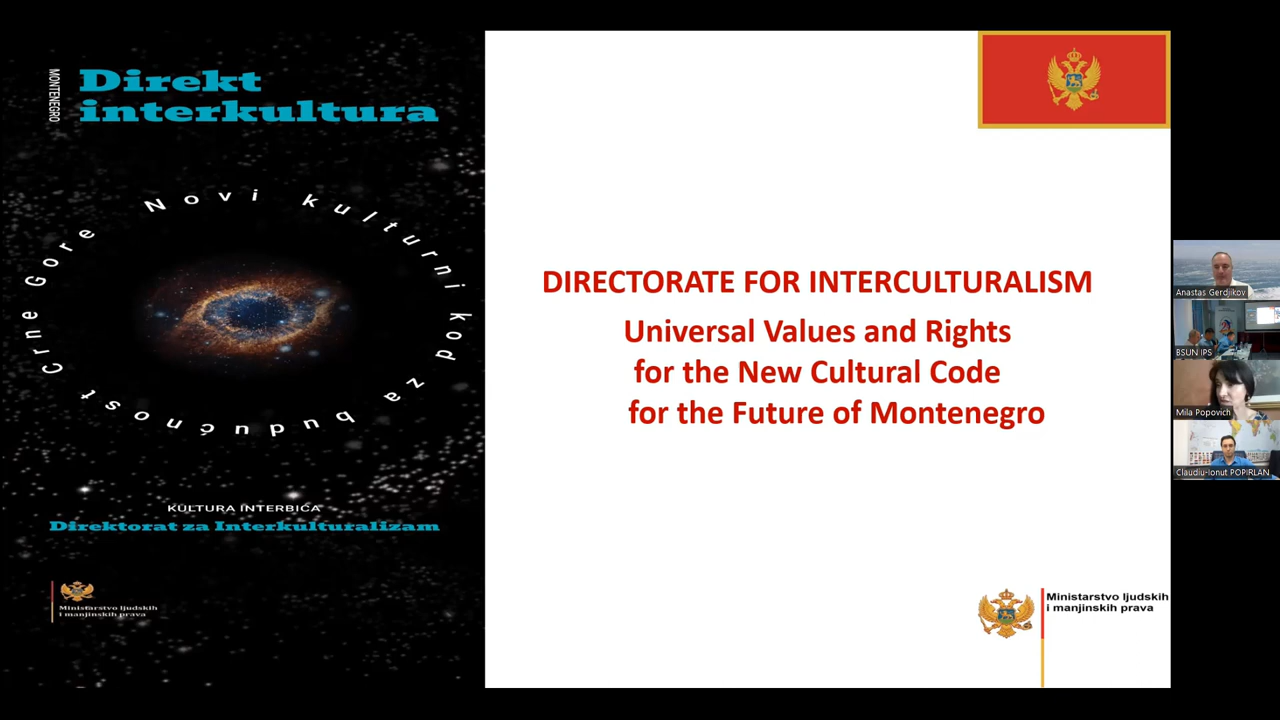 MONTENEGRO
Direkt
interkultura
Novi kulturni kod za budućnost Crne Gore
KULTURA INTERBIĆA
Direktorat za Interkulturalizam
Ministarstvo ljudskih
i manjinskih prava
DIRECTORATE FOR INTERCULTURALISM
Universal Values and Rights
for the New Cultural Code
for the Future of Montenegro
Ministarstvo ljudskih
i manjinskih prava
Anastas Gerdjikov
BSUN IPS
Mila Popovich
Claudiu-Ionut POPIRLAN